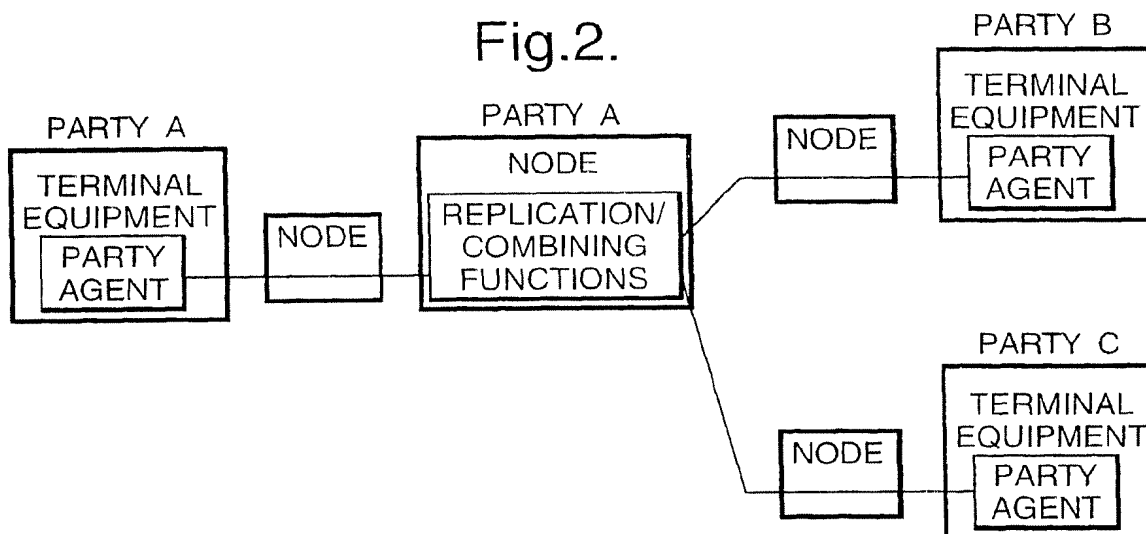 Fig.2.
PARTY A
TERMINAL
EQUIPMENT
PARTY
AGENT
NODE
PARTY A
NODE
REPLICATION/
COMBINING
FUNCTIONS
NODE
PARTY B
TERMINAL
EQUIPMENT
PARTY
AGENT
NODE
PARTY C
TERMINAL
EQUIPMENT
PARTY
AGENT